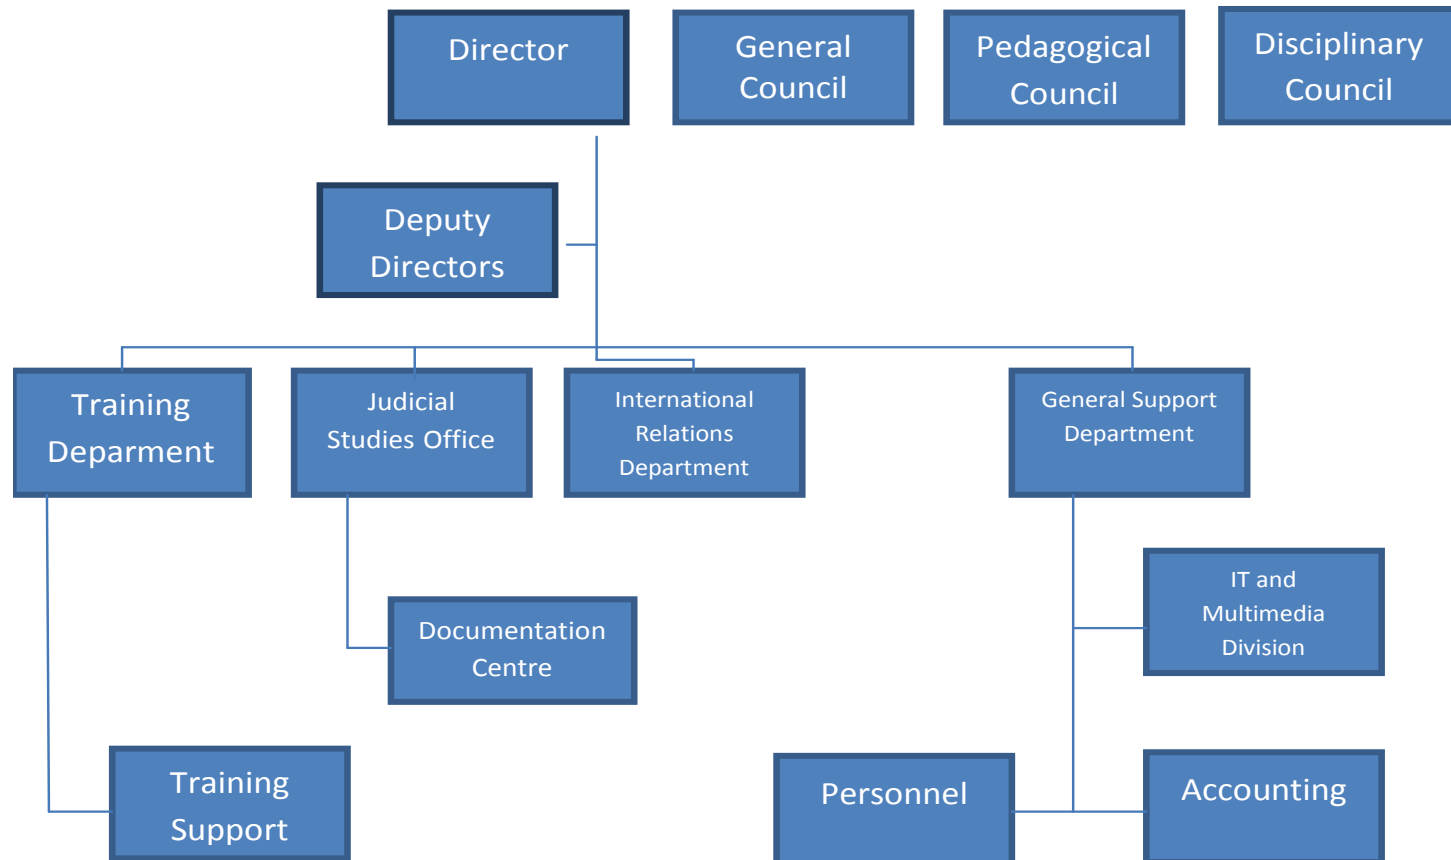 Director
General
Council
Pedagogical
Council
Disciplinary
Council
Deputy
Directors
Training
Deparment
Judicial
Studies Office
International
Relations
Department
General Support
Department
IT and
Multimedia
Division
Documentation
Centre
Training
Support
Personnel
Accounting